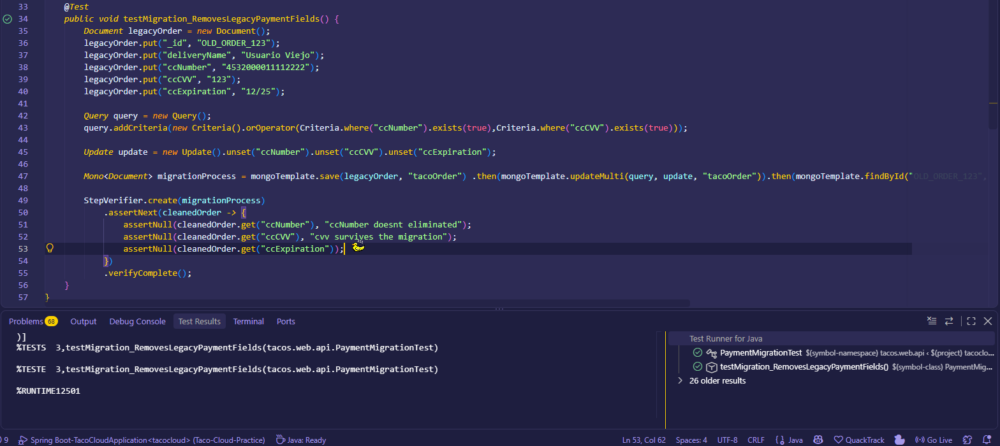 33 @Test
34 public void testMigration_RemovesLegacyPaymentFields() {
35 Document legacyOrder = new Document();
36 legacyOrder.put("_id", "OLD_ORDER_123");
37 legacyOrder.put("deliveryName", "Usuario Viejo");
38 legacyOrder.put("ccNumber", "4532000011112222");
39 legacyOrder.put("ccCVV", "123");
40 legacyOrder.put("ccExpiration", "12/25");
41
42 Query query = new Query();
43 query.addCriteria(new Criteria().orOperator(Criteria.where("ccNumber").exists(true),Criteria.where("ccCVV").exists(true)));
44
45 Update update = new Update().unset("ccNumber").unset("ccCVV").unset("ccExpiration");
46
47 Mono<Document> migrationProcess = mongoTemplate.save(legacyOrder, "tacoOrder") .then(mongoTemplate.updateMulti(query, update, "tacoOrder")).then(mongoTemplate.findById("OLD_ORDER_123",
48
49 StepVerifier.create(migrationProcess)
50 .assertNext(cleanedOrder -> {
51 assertNull(cleanedOrder.get("ccNumber"), "ccNumber doesnt eliminated");
52 assertNull(cleanedOrder.get("ccCVV"), "cvv survives the migration");
53 assertNull(cleanedOrder.get("ccExpiration"));
54 })
55 .verifyComplete();
56 }
57 }
Problems 68 Output Debug Console Test Results Terminal Ports
)]
%TESTS 3,testMigration_RemovesLegacyPaymentFields(tacos.web.api.PaymentMigrationTest)
%TESTE 3,testMigration_RemovesLegacyPaymentFields(tacos.web.api.PaymentMigrationTest)
%RUNTIME12501
Test Runner for Java
PaymentMigrationTest $(symbol-namespace) tacos.web.api < $(project) tacoclo...
testMigration_RemovesLegacyPaymentFields() $(symbol-class) PaymentMig...
26 older results
9 Spring Boot-TacoCloudApplication<tacocloud> (Taco-Cloud-Practice) Java: Ready Ln 53, Col 62 Spaces: 4 UTF-8 CRLF {} Java QuackTrack Go Live